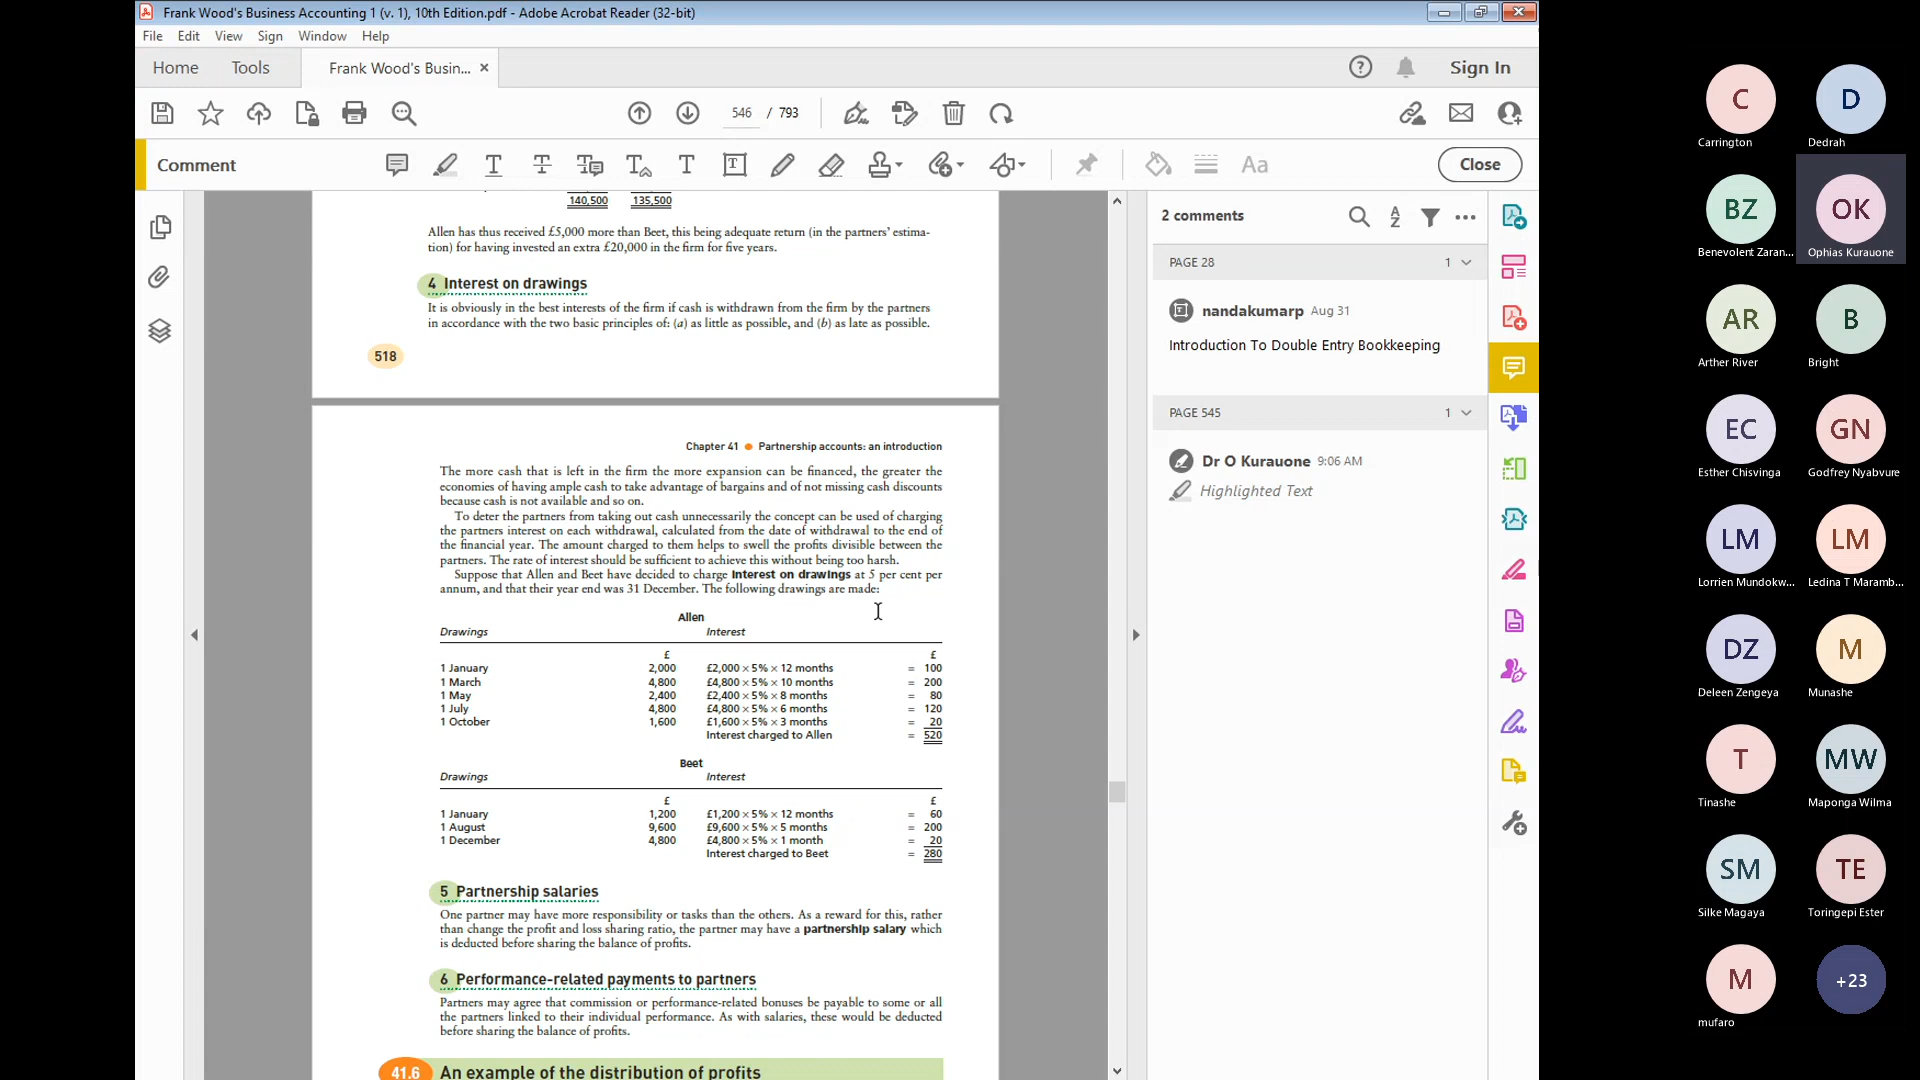 Frank Wood's Business Accounting 1 (v. 1), 10th Edition.pdf - Adobe Acrobat Reader (32-bit)
File Edit View Sign Window Help
Home Tools Frank Wood's Busin... × Sign In
546 / 793
Comment Close
140,500 135,500
Allen has thus received £5,000 more than Beet, this being adequate return (in the partners' estima-
tion) for having invested an extra £20,000 in the firm for five years.
4 Interest on drawings
It is obviously in the best interests of the firm if cash is withdrawn from the firm by the partners
in accordance with the two basic principles of: (a) as little as possible, and (b) as late as possible.
518
Chapter 41 ● Partnership accounts: an introduction
The more cash that is left in the firm the more expansion can be financed, the greater the
economies of having ample cash to take advantage of bargains and of not missing cash discounts
because cash is not available and so on.
To deter the partners from taking out cash unnecessarily the concept can be used of charging
the partners interest on each withdrawal, calculated from the date of withdrawal to the end of
the financial year. The amount charged to them helps to swell the profits divisible between the
partners. The rate of interest should be sufficient to achieve this without being too harsh.
Suppose that Allen and Beet have decided to charge interest on drawings at 5 per cent per
annum, and that their year end was 31 December. The following drawings are made:
Allen
Drawings Interest
£ £
1 January 2,000 £2,000 × 5% × 12 months = 100
1 March 4,800 £4,800 × 5% × 10 months = 200
1 May 2,400 £2,400 × 5% × 8 months = 80
1 July 4,800 £4,800 × 5% × 6 months = 120
1 October 1,600 £1,600 × 5% × 3 months = 20
Interest charged to Allen = 520
Beet
Drawings Interest
£ £
1 January 1,200 £1,200 × 5% × 12 months = 60
1 August 9,600 £9,600 × 5% × 5 months = 200
1 December 4,800 £4,800 × 5% × 1 month = 20
Interest charged to Beet = 280
5 Partnership salaries
One partner may have more responsibility or tasks than the others. As a reward for this, rather
than change the profit and loss sharing ratio, the partner may have a partnership salary which
is deducted before sharing the balance of profits.
6 Performance-related payments to partners
Partners may agree that commission or performance-related bonuses be payable to some or all
the partners linked to their individual performance. As with salaries, these would be deducted
before sharing the balance of profits.
41.6 An example of the distribution of profits
2 comments
PAGE 28 1
nandakumarp Aug 31
Introduction To Double Entry Bookkeeping
PAGE 545 1
Dr O Kurauone 9:06 AM
Highlighted Text
C D
Carrington Dedrah
BZ OK
Benevolent Zaran... Ophias Kurauone
AR B
Arther River Bright
EC GN
Esther Chisvinga Godfrey Nyabvure
LM LM
Lorrien Mundokw... Ledina T Maramb...
DZ M
Deleen Zengeya Munashe
T MW
Tinashe Maponga Wilma
SM TE
Silke Magaya Toringepi Ester
M +23
mufaro